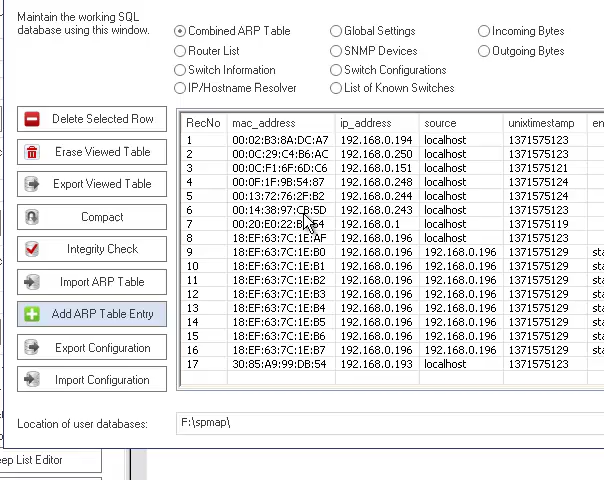 Maintain the working SQL
database using this window.
Combined ARP Table Global Settings Incoming Bytes
Router List SNMP Devices Outgoing Bytes
Switch Information Switch Configurations
IP/Hostname Resolver List of Known Switches
Delete Selected Row
Erase Viewed Table
Export Viewed Table
Compact
Integrity Check
Import ARP Table
Add ARP Table Entry
Export Configuration
Import Configuration
RecNo mac_address ip_address source unixtimestamp
1 00:02:B3:8A:DC:A7 192.168.0.194 localhost 1371575123
2 00:0C:29:C4:B6:AC 192.168.0.250 localhost 1371575123
3 00:0C:F1:6F:6D:C6 192.168.0.151 localhost 1371575121
4 00:0F:1F:9B:54:87 192.168.0.248 localhost 1371575124
5 00:13:72:76:2F:B2 192.168.0.244 localhost 1371575124
6 00:14:38:97:CB:5D 192.168.0.243 localhost 1371575123
7 192.168.0.1 localhost 1371575119
8 18:EF:63:7C:1E:AF 192.168.0.196 localhost 1371575123
9 18:EF:63:7C:1E:B0 192.168.0.196 192.168.0.196 1371575129 sta
10 18:EF:63:7C:1E:B1 192.168.0.196 192.168.0.196 1371575129 sta
11 18:EF:63:7C:1E:B2 192.168.0.196 192.168.0.196 1371575129 sta
12 18:EF:63:7C:1E:B3 192.168.0.196 192.168.0.196 1371575129 sta
13 18:EF:63:7C:1E:B4 192.168.0.196 192.168.0.196 1371575129 sta
14 18:EF:63:7C:1E:B5 192.168.0.196 192.168.0.196 1371575129 sta
15 18:EF:63:7C:1E:B6 192.168.0.196 192.168.0.196 1371575129 sta
16 18:EF:63:7C:1E:B7 192.168.0.196 192.168.0.196 1371575129 sta
17 30:85:A9:99:DB:54 192.168.0.193 localhost 1371575123
Location of user databases: F:\spmap\
eep List Editor